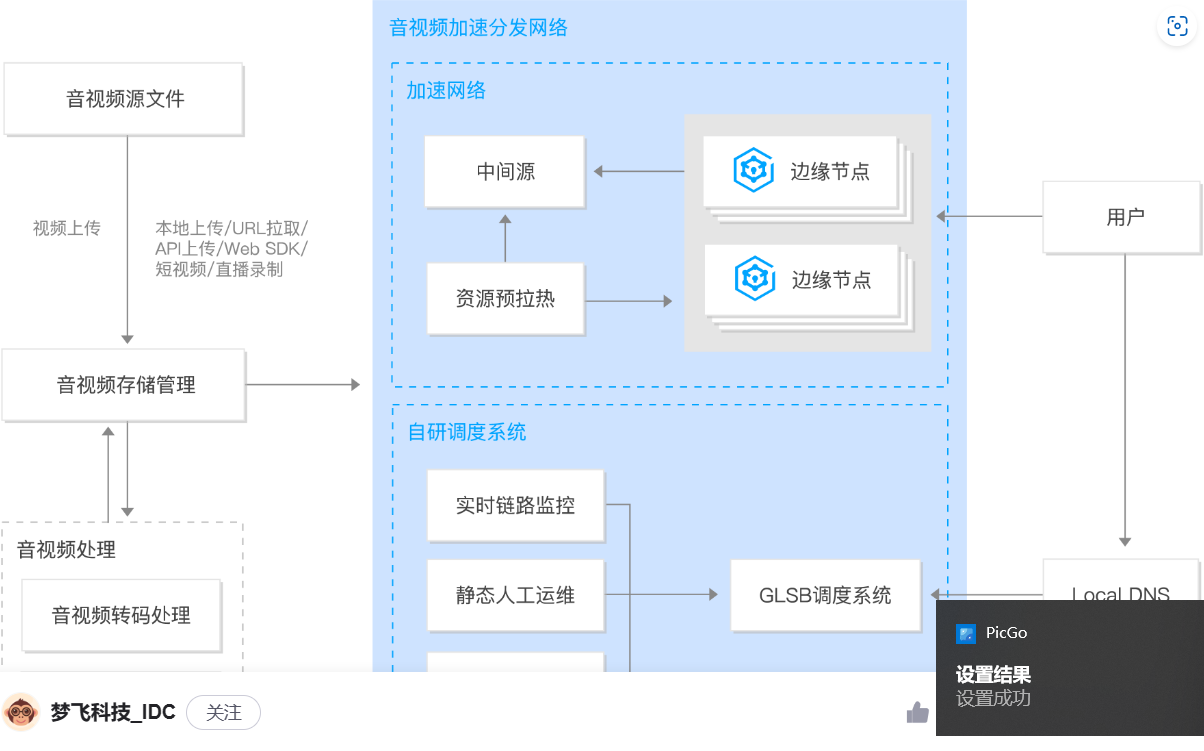 音视频加速分发网络
加速网络
音视频源文件
中间源
边缘节点
用户
视频上传
本地上传/URL拉取/
API上传/Web SDK/
短视频/直播录制
资源预拉热
边缘节点
音视频存储管理
自研调度系统
实时链路监控
音视频处理
静态人工运维
GLSB调度系统
Local DNS
音视频转码处理
PicGo
设置结果
设置成功
梦飞科技_IDC
关注